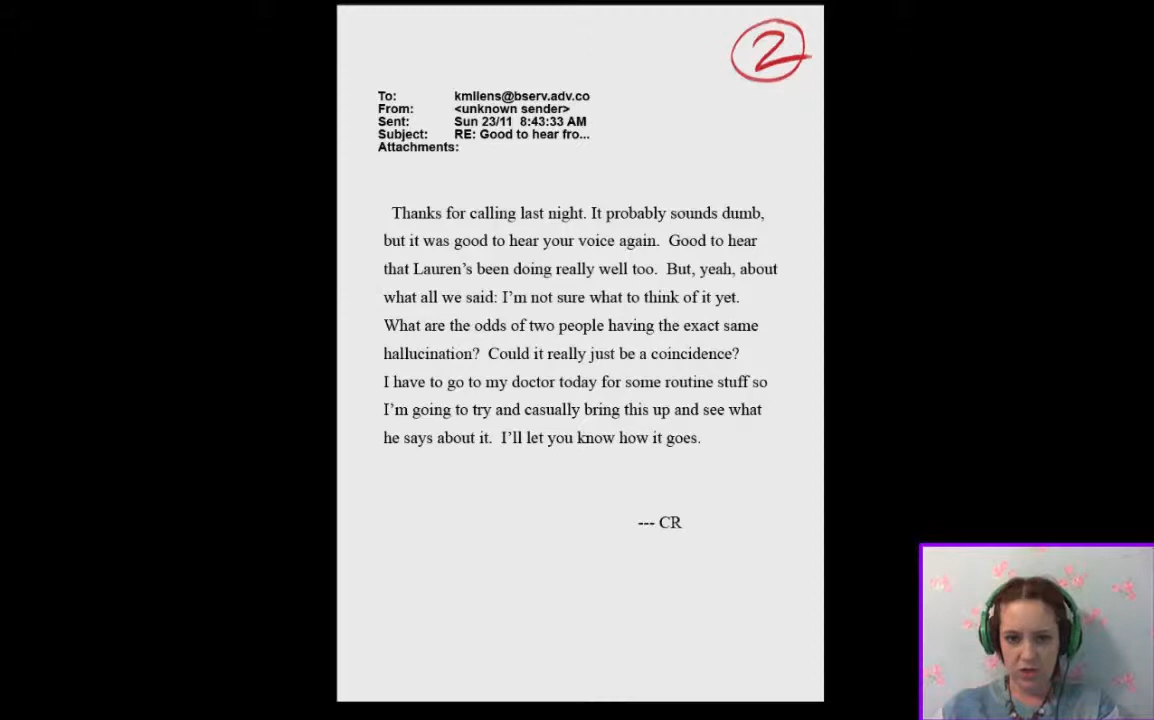 2
To: kmliens@bserv.adv.co
From: <unknown sender>
Sent: Sun 23/11 8:43:33 AM
Subject: RE: Good to hear fro...
Attachments:
Thanks for calling last night. It probably sounds dumb,
but it was good to hear your voice again. Good to hear
that Lauren's been doing really well too. But, yeah, about
what all we said: I'm not sure what to think of it yet.
What are the odds of two people having the exact same
hallucination? Could it really just be a coincidence?
I have to go to my doctor today for some routine stuff so
I'm going to try and casually bring this up and see what
he says about it. I'll let you know how it goes.
--- CR